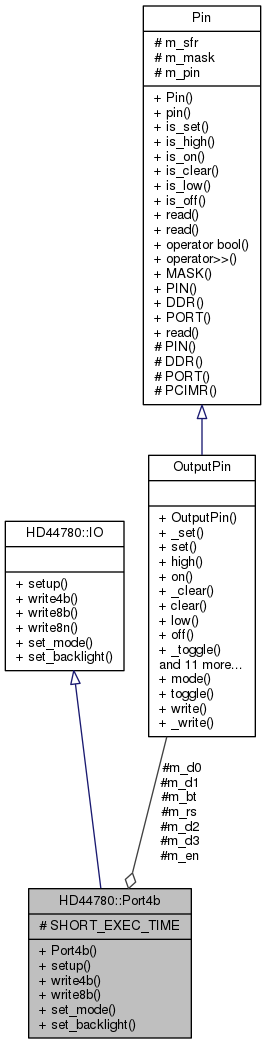 Pin
# m_sfr
# m_mask
# m_pin
+ Pin()
+ pin()
+ is_set()
+ is_high()
+ is_on()
+ is_clear()
+ is_low()
+ is_off()
+ read()
+ read()
+ operator bool()
+ operator>>()
+ MASK()
+ PIN()
+ DDR()
+ PORT()
+ read()
# PIN()
# DDR()
# PORT()
# PCIMR()
OutputPin
+ OutputPin()
+ _set()
+ set()
+ high()
+ on()
+ _clear()
+ clear()
+ low()
+ off()
+ _toggle()
and 11 more...
+ mode()
+ toggle()
+ write()
+ _write()
HD44780::IO
+ setup()
+ write4b()
+ write8b()
+ write8n()
+ set_mode()
+ set_backlight()
#m_d0
#m_d1
#m_bt
#m_rs
#m_d2
#m_d3
#m_en
HD44780::Port4b
# SHORT_EXEC_TIME
+ Port4b()
+ setup()
+ write4b()
+ write8b()
+ set_mode()
+ set_backlight()